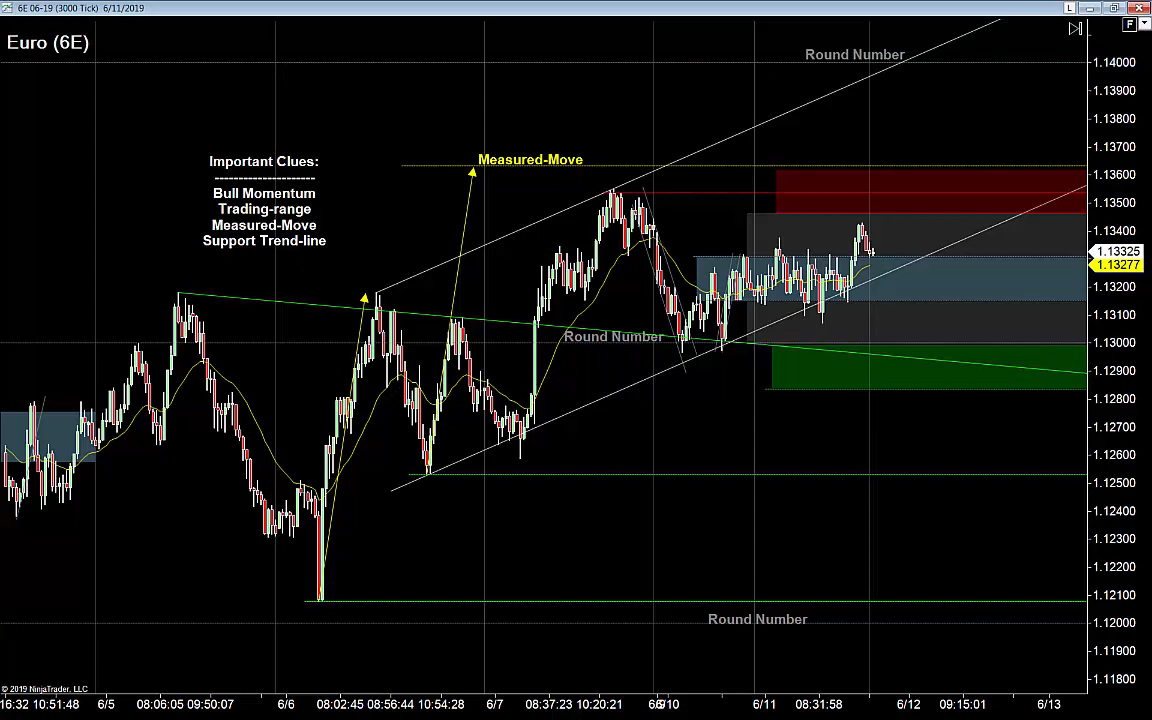 6E 06-19 (3000 Tick) 6/11/2019
L
F
Euro (6E)
Round Number
Measured-Move
Important Clues:
--------------------
Bull Momentum
Trading-range
Measured-Move
Support Trend-line
Round Number
Round Number
1.14000
1.13900
1.13800
1.13700
1.13600
1.13500
1.13400
1.13325
1.13277
1.13200
1.13100
1.13000
1.12900
1.12800
1.12700
1.12600
1.12500
1.12400
1.12300
1.12200
1.12100
1.12000
1.11900
1.11800
© 2019 NinjaTrader, LLC
16:32 10:51:48 6/5 08:06:05 09:50:07 6/6 08:02:45 08:56:44 10:54:28 6/7 08:37:23 10:20:21 6/10 6/11 08:31:58 6/12 09:15:01 6/13